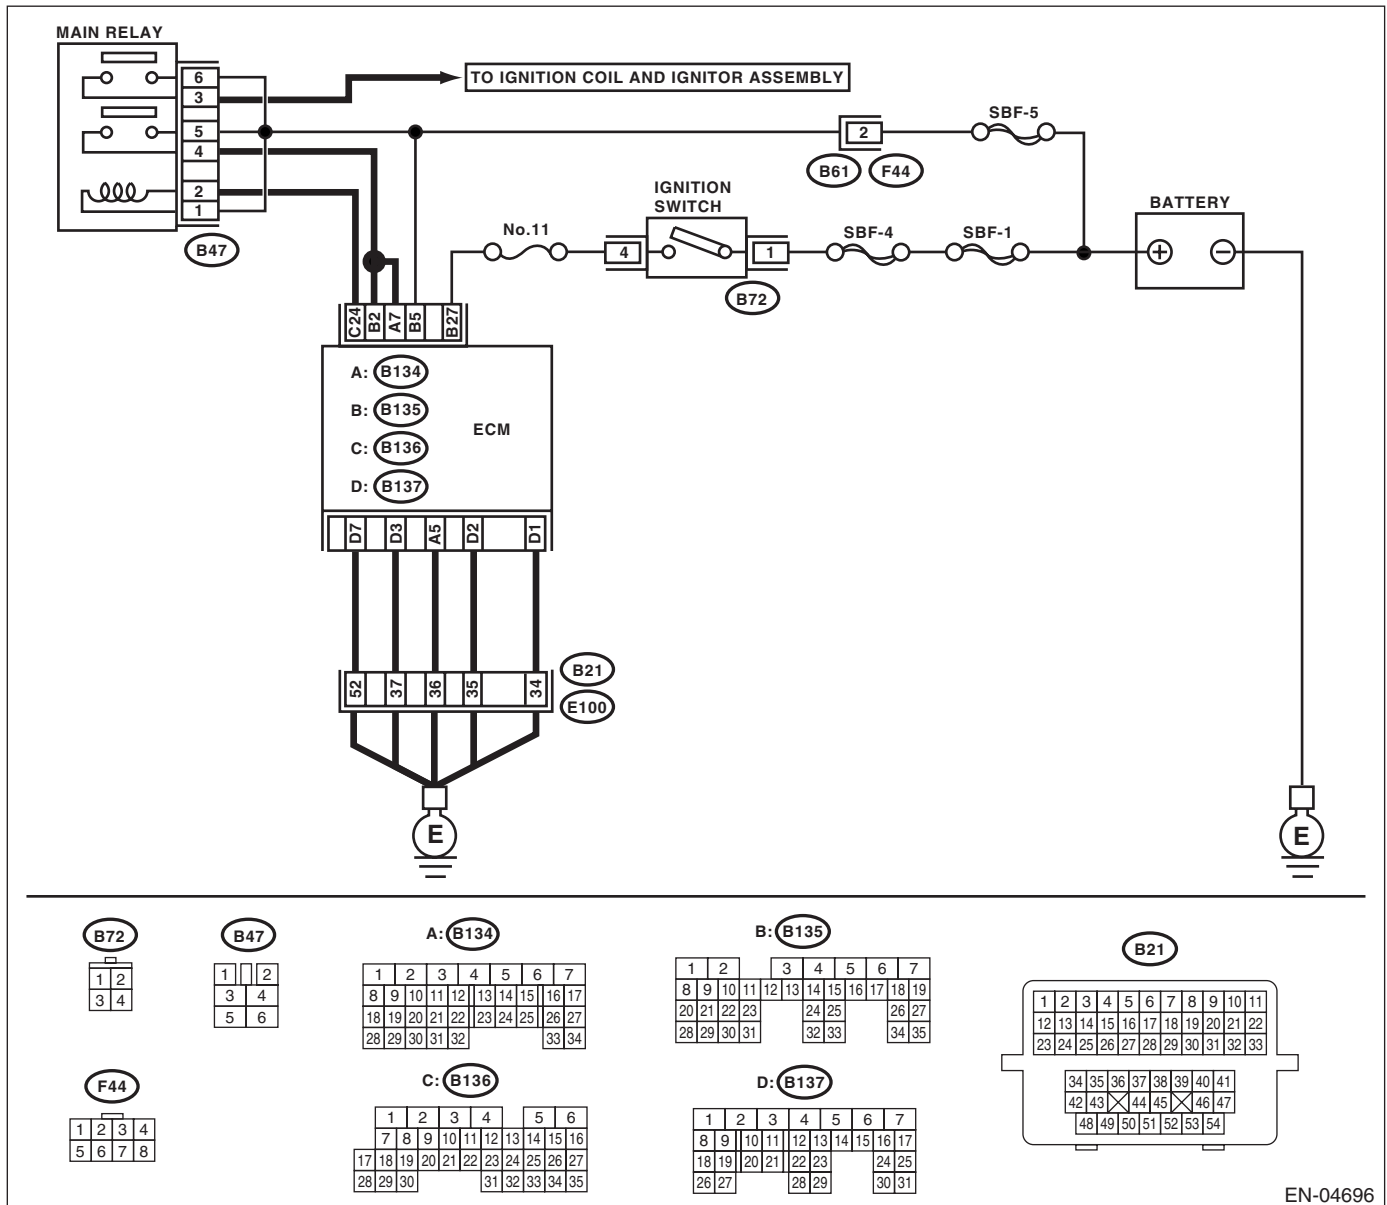 MAIN RELAY
6
3
5
4
2
1
B47
TO IGNITION COIL AND IGNITOR ASSEMBLY
SBF-5
2
B61 F44
IGNITION
SWITCH
BATTERY
No.11
4
1
SBF-4
SBF-1
+ −
B72
C24 B2 A7 B5 B27
A: B134
B: B135
C: B136
D: B137
ECM
D7 D3 A5 D2 D1
B21
52 37 36 35 34
E100
E
E
B72
1 2
3 4
B47
1 2
3 4
5 6
A: B134
1 2 3 4 5 6 7
8 9 10 11 12 13 14 15 16 17
18 19 20 21 22 23 24 25 26 27
28 29 30 31 32 33 34
B: B135
1 2 3 4 5 6 7
8 9 10 11 12 13 14 15 16 17 18 19
20 21 22 23 24 25 26 27
28 29 30 31 32 33 34 35
B21
1 2 3 4 5 6 7 8 9 10 11
12 13 14 15 16 17 18 19 20 21 22
23 24 25 26 27 28 29 30 31 32 33
34 35 36 37 38 39 40 41
42 43 44 45 46 47
48 49 50 51 52 53 54
F44
1 2 3 4
5 6 7 8
C: B136
1 2 3 4 5 6
7 8 9 10 11 12 13 14 15 16
17 18 19 20 21 22 23 24 25 26 27
28 29 30 31 32 33 34 35
D: B137
1 2 3 4 5 6 7
8 9 10 11 12 13 14 15 16 17
18 19 20 21 22 23 24 25
26 27 28 29 30 31
EN-04696